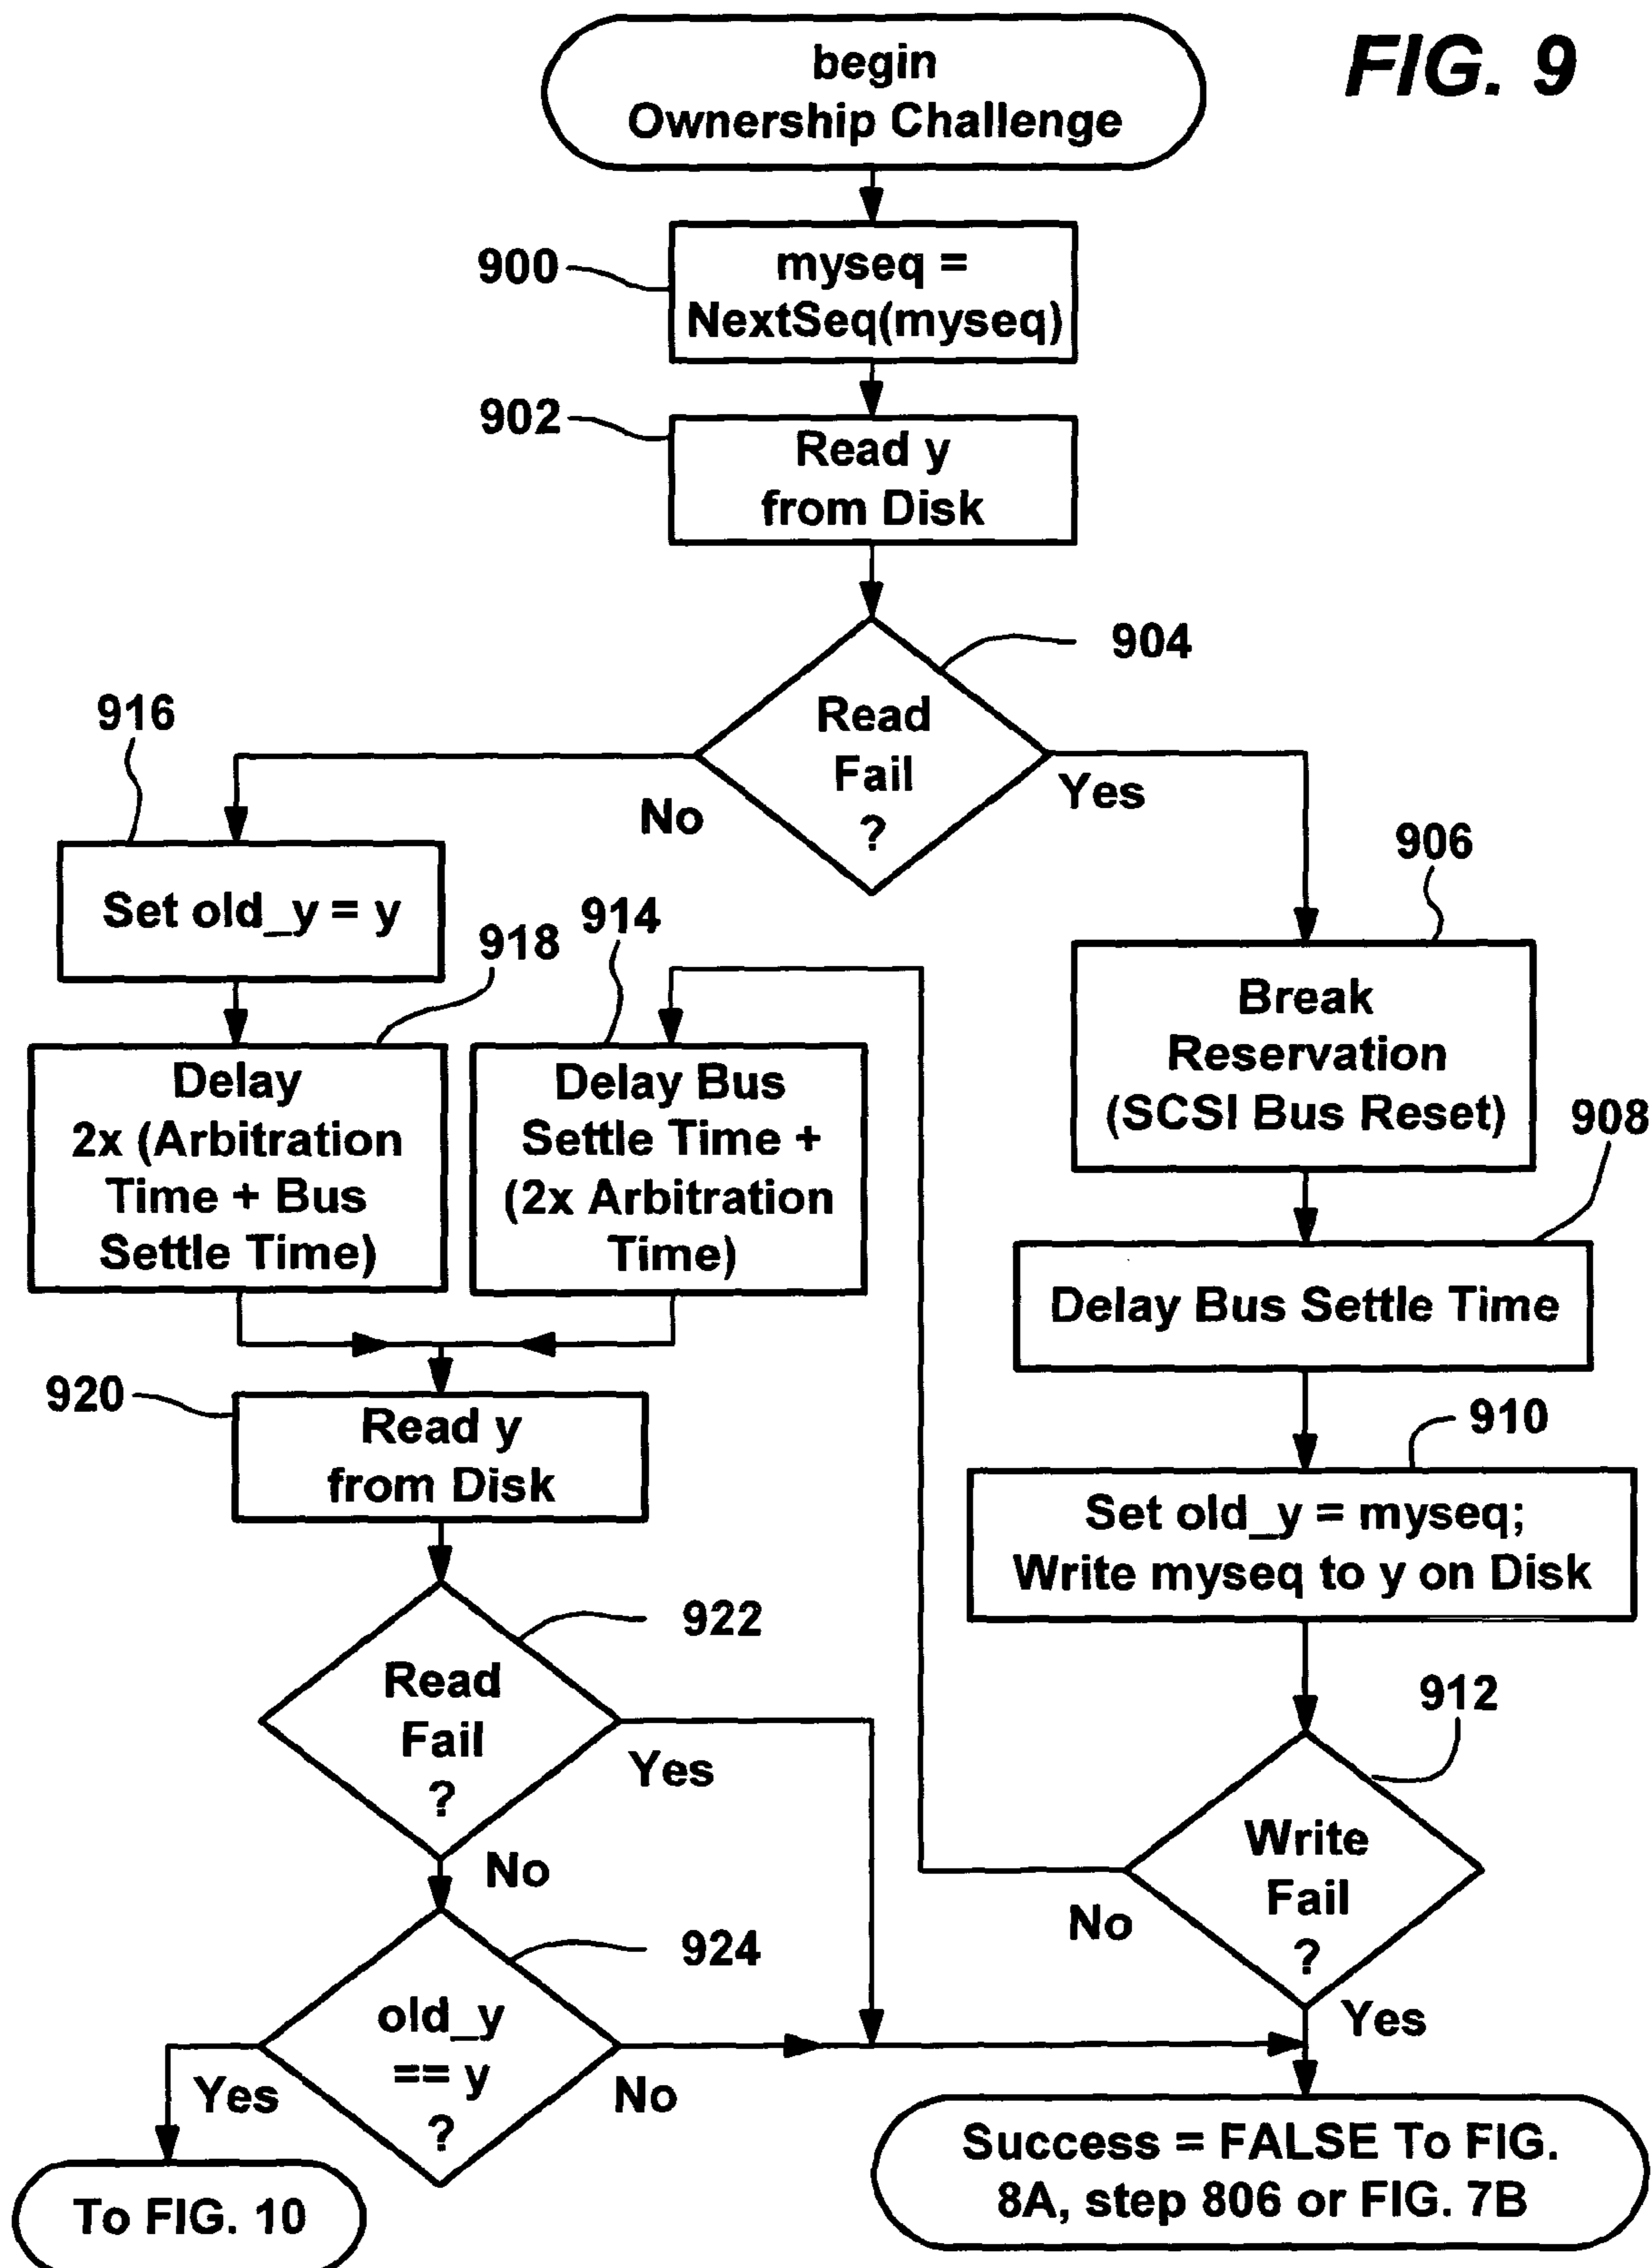 FIG. 9
begin
Ownership Challenge
900
myseq =
NextSeq(myseq)
902
Read y
from Disk
904
Read
Fail
?
No
Yes
916
Set old_y = y
906
Break
Reservation
(SCSI Bus Reset)
918
Delay
2x (Arbitration
Time + Bus
Settle Time)
914
Delay Bus
Settle Time +
(2x Arbitration
Time)
908
Delay Bus Settle Time
920
Read y
from Disk
910
Set old_y = myseq;
Write myseq to y on Disk
922
Read
Fail
?
Yes
No
912
Write
Fail
?
No
Yes
924
old_y
== y
?
Yes
No
To FIG. 10
Success = FALSE To FIG.
8A, step 806 or FIG. 7B